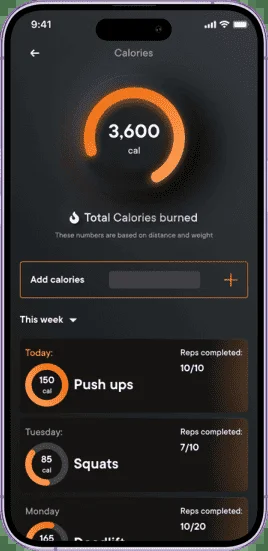 9:41
Calories
3,600
cal
Total Calories burned
These numbers are based on distance and weight
Add calories
This week
Today:
Reps completed:
150
cal
Push ups
10/10
Tuesday:
Reps completed:
85
cal
Squats
7/10
Monday
Reps completed:
165
Deadlift
10/20